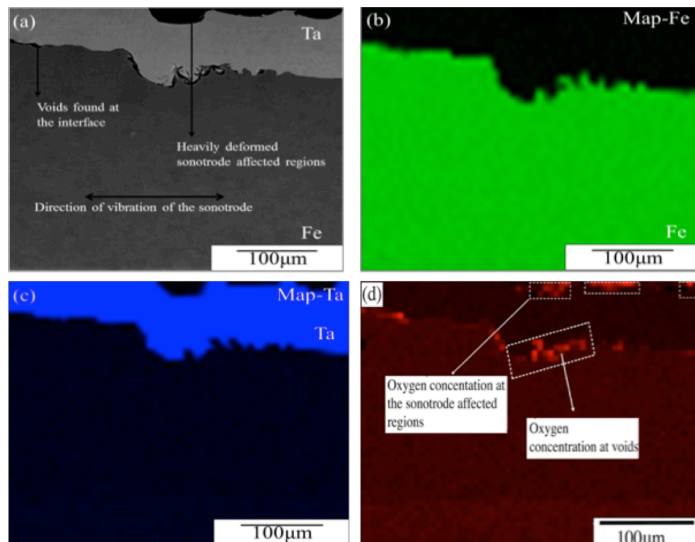 (a)
Ta
Voids found at
the interface
Heavily deformed
sonotrode affected regions
Direction of vibration of the sonotrode
Fe
100μm
(b)
Map-Fe
Fe
100μm
(c)
Map-Ta
Ta
100μm
(d)
Oxygen concentation at
the sonotrode affected
regions
Oxygen
concentration at voids
100μm